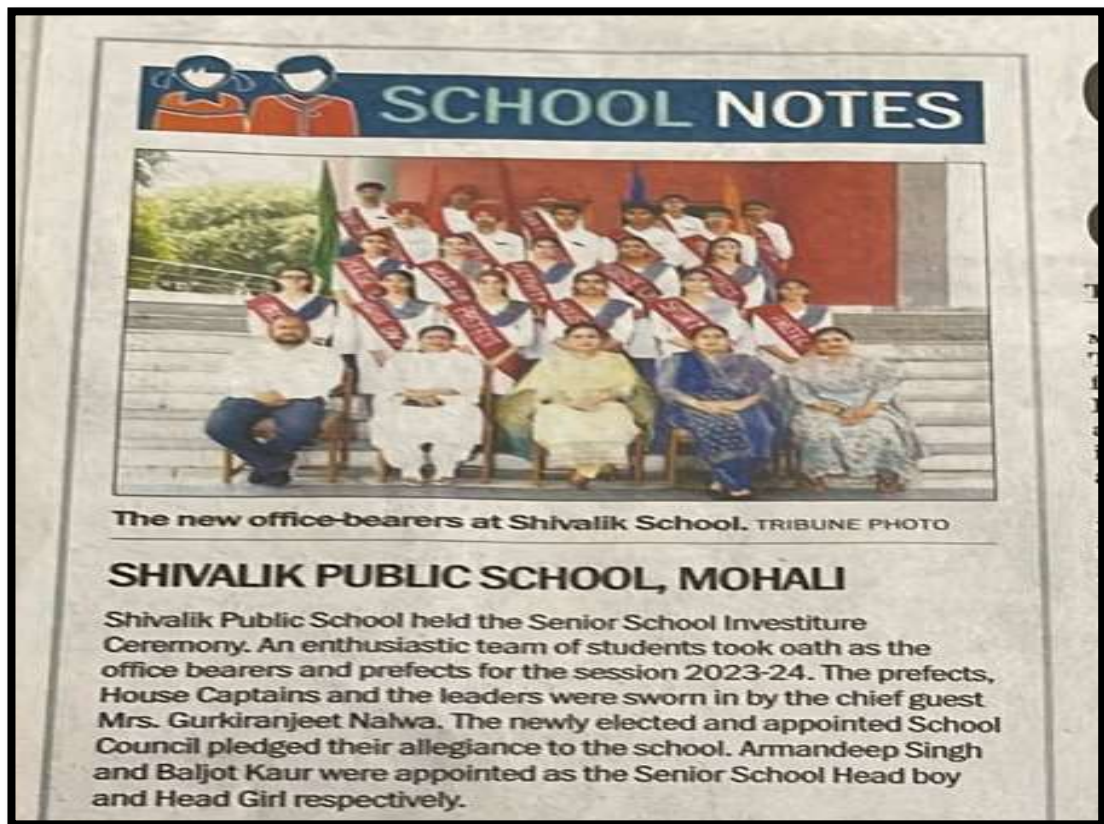 SCHOOL NOTES
The new office-bearers at Shivalik School. TRIBUNE PHOTO
SHIVALIK PUBLIC SCHOOL, MOHALI
Shivalik Public School held the Senior School Investiture
Ceremony. An enthusiastic team of students took oath as the
office bearers and prefects for the session 2023-24. The prefects,
House Captains and the leaders were sworn in by the chief guest
Mrs. Gurkiranjeet Nalwa. The newly elected and appointed School
Council pledged their allegiance to the school. Armandeep Singh
and Baljot Kaur were appointed as the Senior School Head boy
and Head Girl respectively.